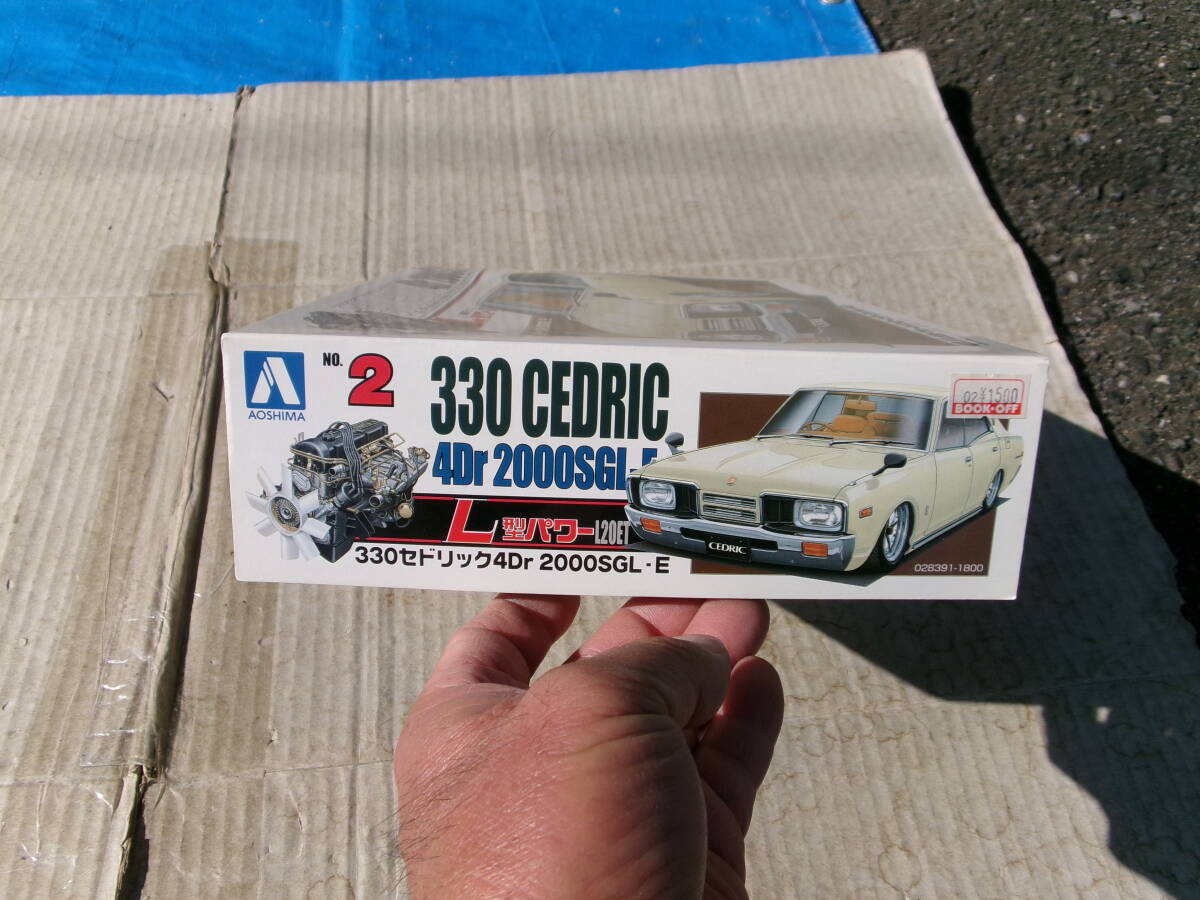 AOSHIMA
NO. 2
330 CEDRIC
4Dr 2000SGL-E
L型パワー L20ET
330セドリック4Dr 2000SGL・E
CEDRIC
02 ¥1500
BOOK・OFF
028391-1800